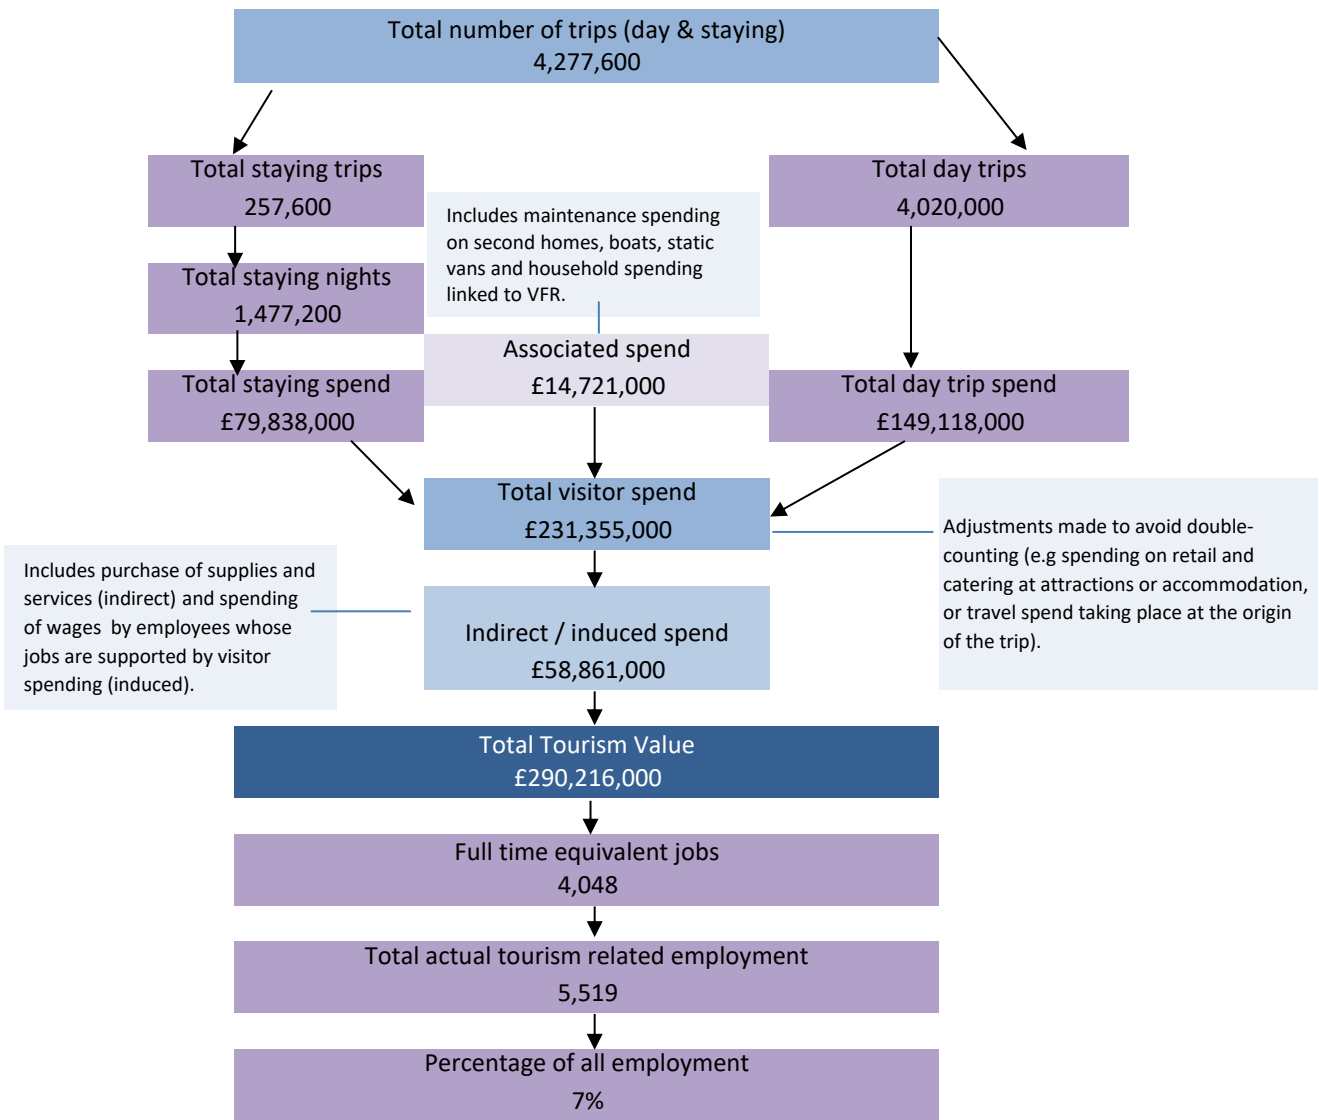 Total number of trips (day & staying)
4,277,600
Total staying trips
257,600
Total day trips
4,020,000
Includes maintenance spending
on second homes, boats, static
vans and household spending
linked to VFR.
Total staying nights
1,477,200
Associated spend
£14,721,000
Total staying spend
£79,838,000
Total day trip spend
£149,118,000
Total visitor spend
£231,355,000
Adjustments made to avoid double-
counting (e.g spending on retail and
catering at attractions or accommodation,
or travel spend taking place at the origin
of the trip).
Includes purchase of supplies and
services (indirect) and spending
of wages by employees whose
jobs are supported by visitor
spending (induced).
Indirect / induced spend
£58,861,000
Total Tourism Value
£290,216,000
Full time equivalent jobs
4,048
Total actual tourism related employment
5,519
Percentage of all employment
7%